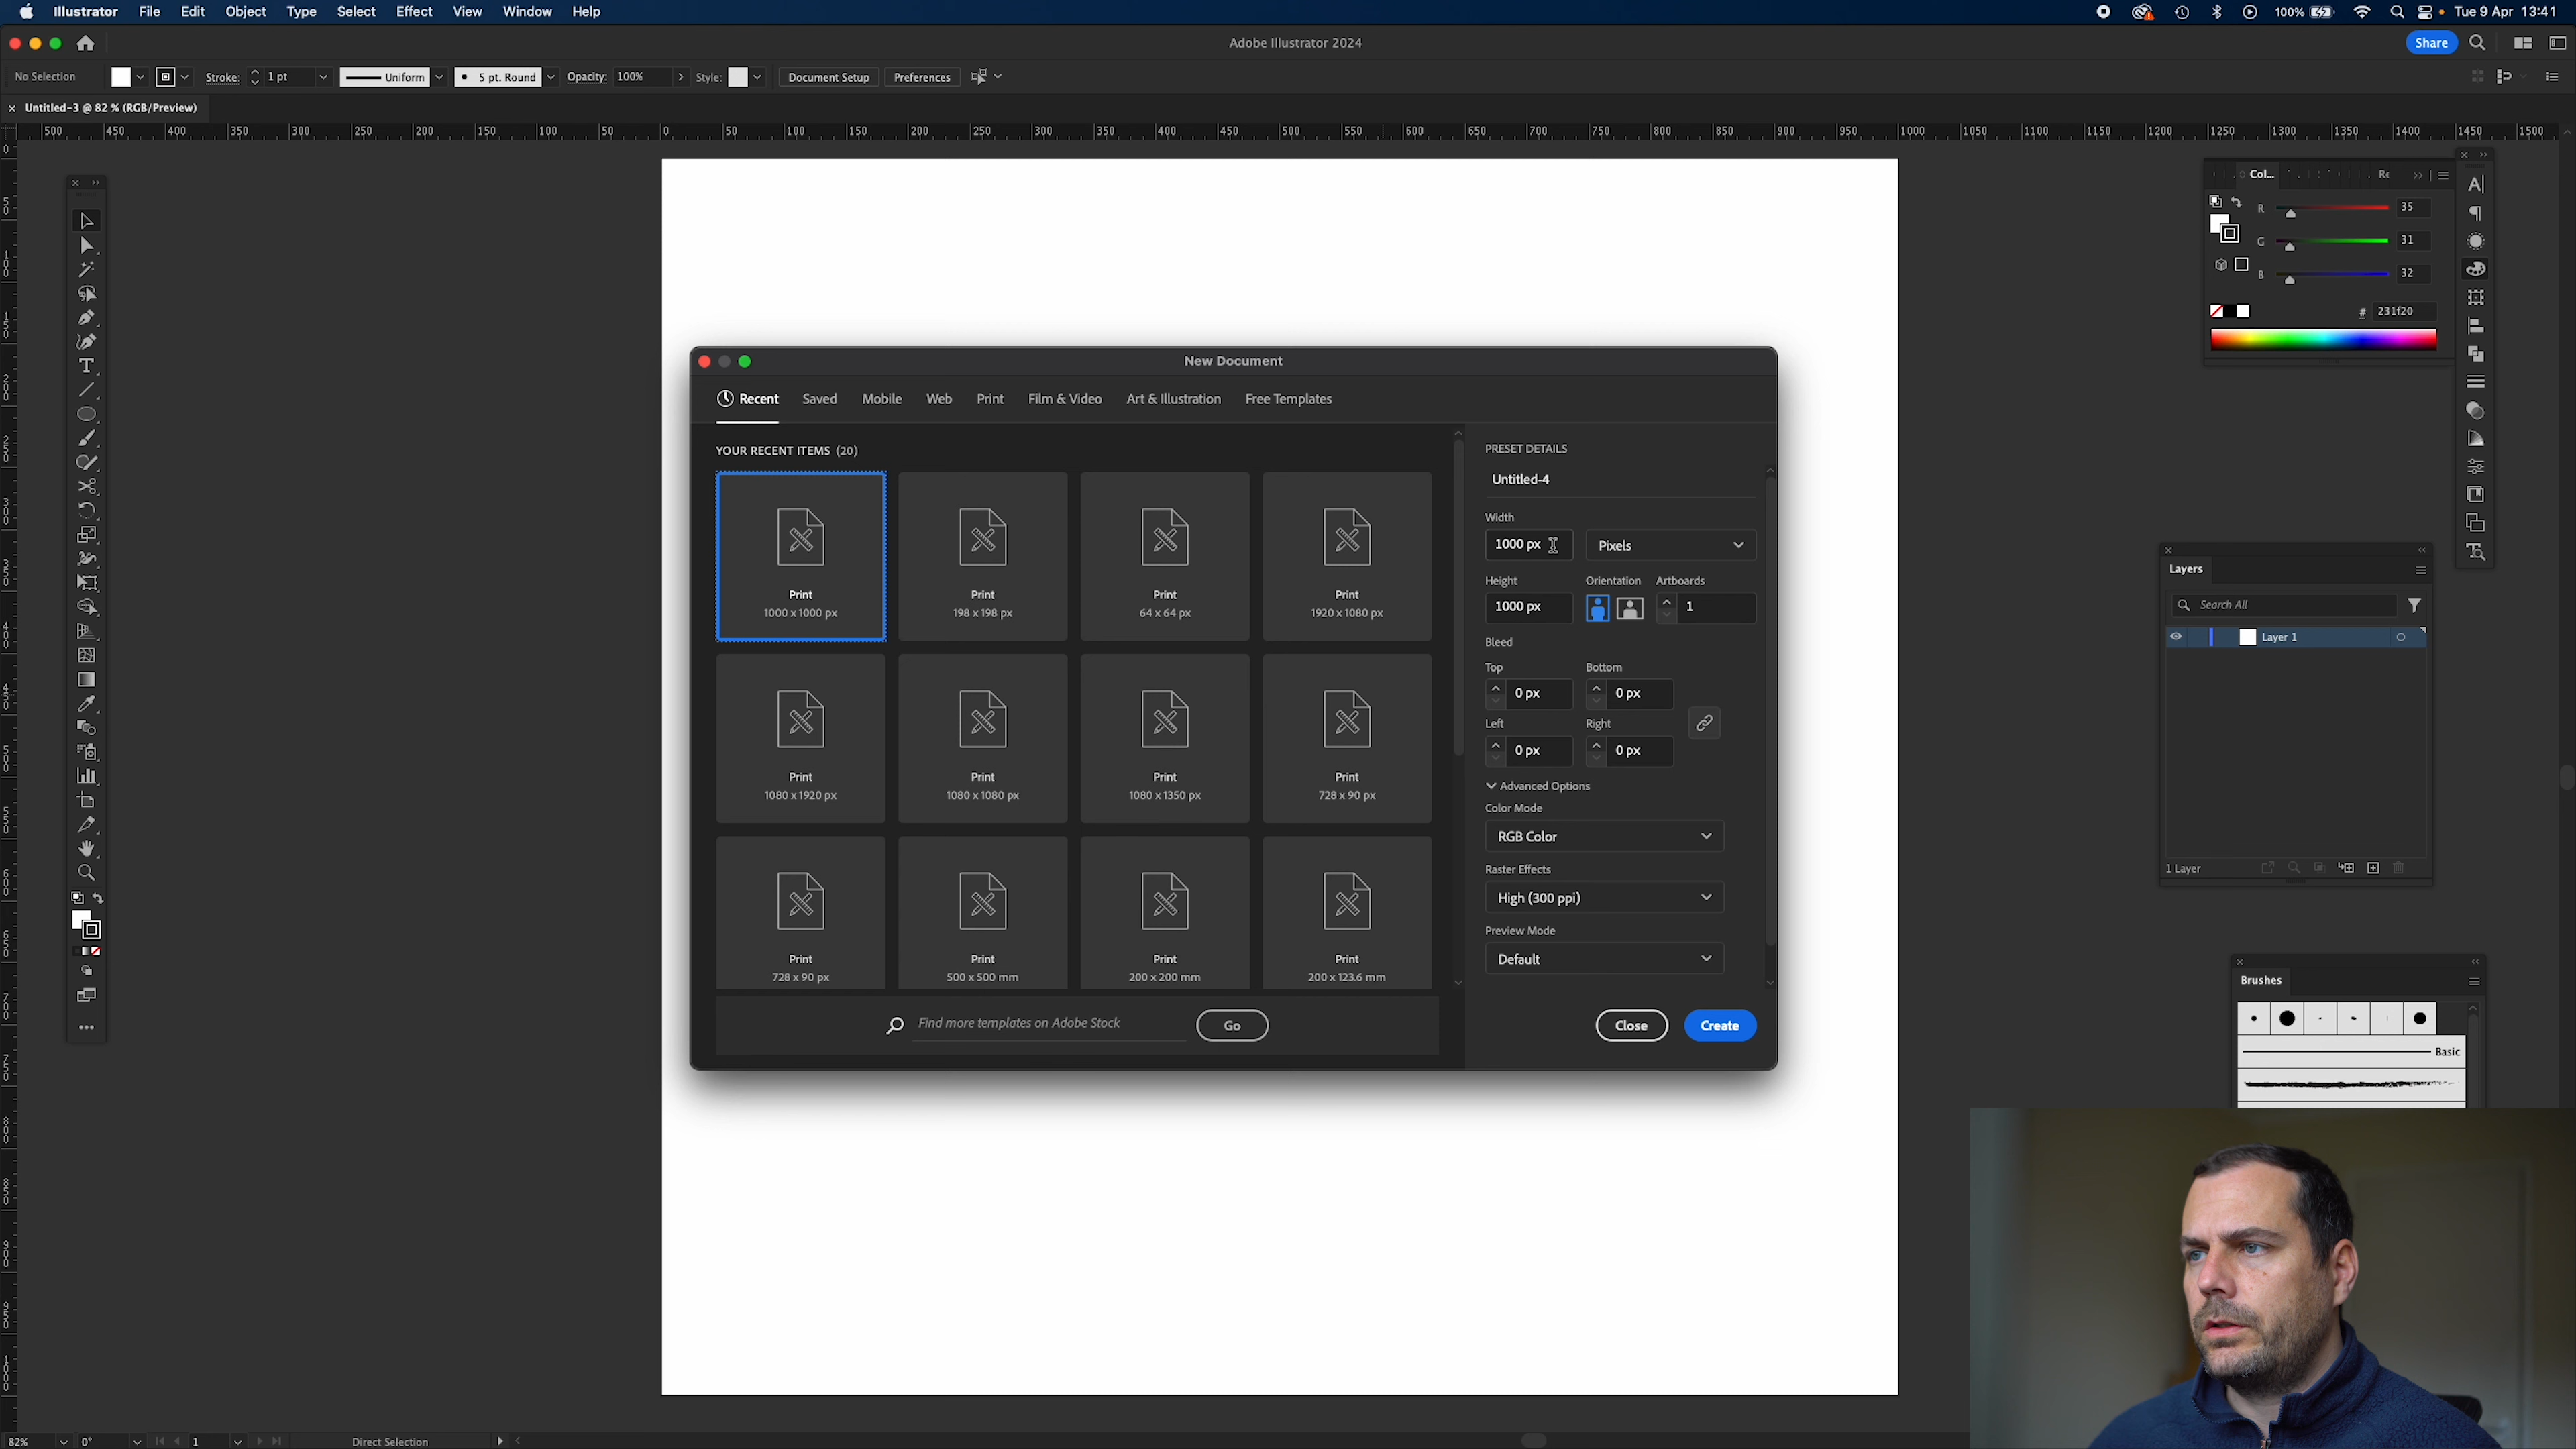 Illustrator File Edit Object Type Select Effect View Window Help 100% Tue 9 Apr 13:41
Adobe Illustrator 2024 Share
No Selection Stroke: 1 pt Uniform 5 pt. Round Opacity: 100% Style: Document Setup Preferences
Untitled-3 @ 82 % (RGB/Preview)
500 450 400 350 300 250 200 150 100 50 0 50 100 150 200 250 300 350 400 450 500 550 600 650 700 750 800 850 900 950 1000 1050 1100 1150 1200 1250 1300 1350 1400 1450 1500
Col...
R 35
G 31
B 32
# 231f20
New Document
Recent Saved Mobile Web Print Film & Video Art & Illustration Free Templates
YOUR RECENT ITEMS (20)
Print
1000 x 1000 px
Print
198 x 198 px
Print
64 x 64 px
Print
1920 x 1080 px
Print
1080 x 1920 px
Print
1080 x 1080 px
Print
1080 x 1350 px
Print
728 x 90 px
Print
728 x 90 px
Print
500 x 500 mm
Print
200 x 200 mm
Print
200 x 123.6 mm
Find more templates on Adobe Stock Go
PRESET DETAILS
Untitled-4
Width
1000 px Pixels
Height Orientation Artboards
1000 px 1
Bleed
Top Bottom
0 px 0 px
Left Right
0 px 0 px
Advanced Options
Color Mode
RGB Color
Raster Effects
High (300 ppi)
Preview Mode
Default
Close Create
Layers
Search All
Layer 1
1 Layer
Brushes
Basic
82% 0° 1 Direct Selection